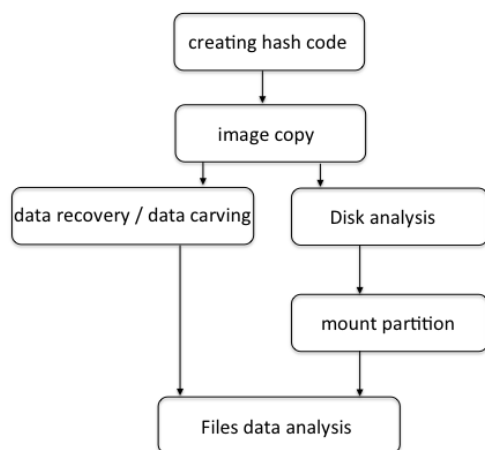 creating hash code
image copy
data recovery / data carving
Disk analysis
mount partition
Files data analysis